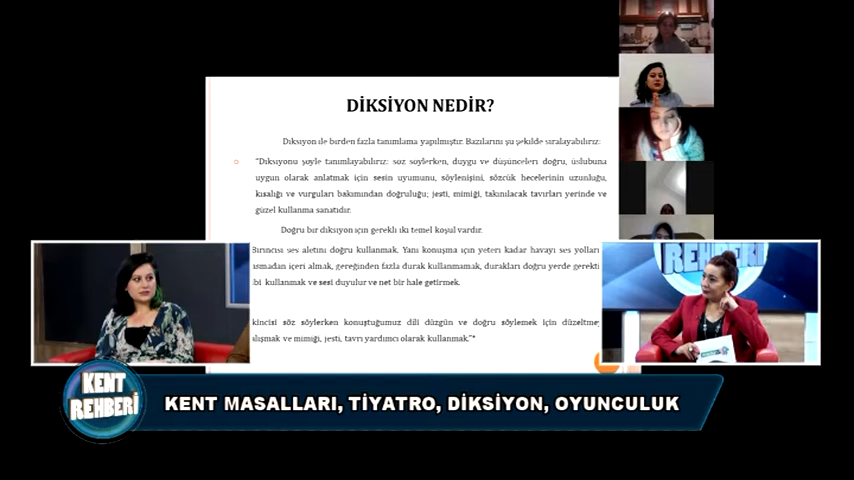 DİKSİYON NEDİR?
Diksiyon ile birden fazla tanımlama yapılmıştır. Bazılarını şu şekilde sıralayabiliriz:
"Diksiyonu şöyle tanımlayabiliriz: söz söylerken, duygu ve düşünceleri doğru, üslubuna
uygun olarak anlatmak için sesin uyumunu, söylenişini, sözcük hecelerinin uzunluğu,
kısalığı ve vurguları bakımından doğruluğu; jesti, mimiği, takınılacak tavırları yerinde ve
güzel kullanma sanatıdır.
Doğru bir diksiyon için gerekli iki temel koşul vardır.
Birincisi ses aletini doğru kullanmak. Yani konuşma için yeteri kadar havayı ses yolları
smadan içeri almak, gereğinden fazla durak kullanmamak, durakları doğru yerde gerekti
ibi kullanmak ve sesi duyulur ve net bir hale getirmek.
kincisi söz söylerken konuştuğumuz dili düzgün ve doğru söylemek için düzeltme
alışmak ve mimiği, jesti, tavrı yardımcı olarak kullanmak."*
REHBERİ
KENT
REHBERİ
KENT MASALLARI, TİYATRO, DİKSİYON, OYUNCULUK